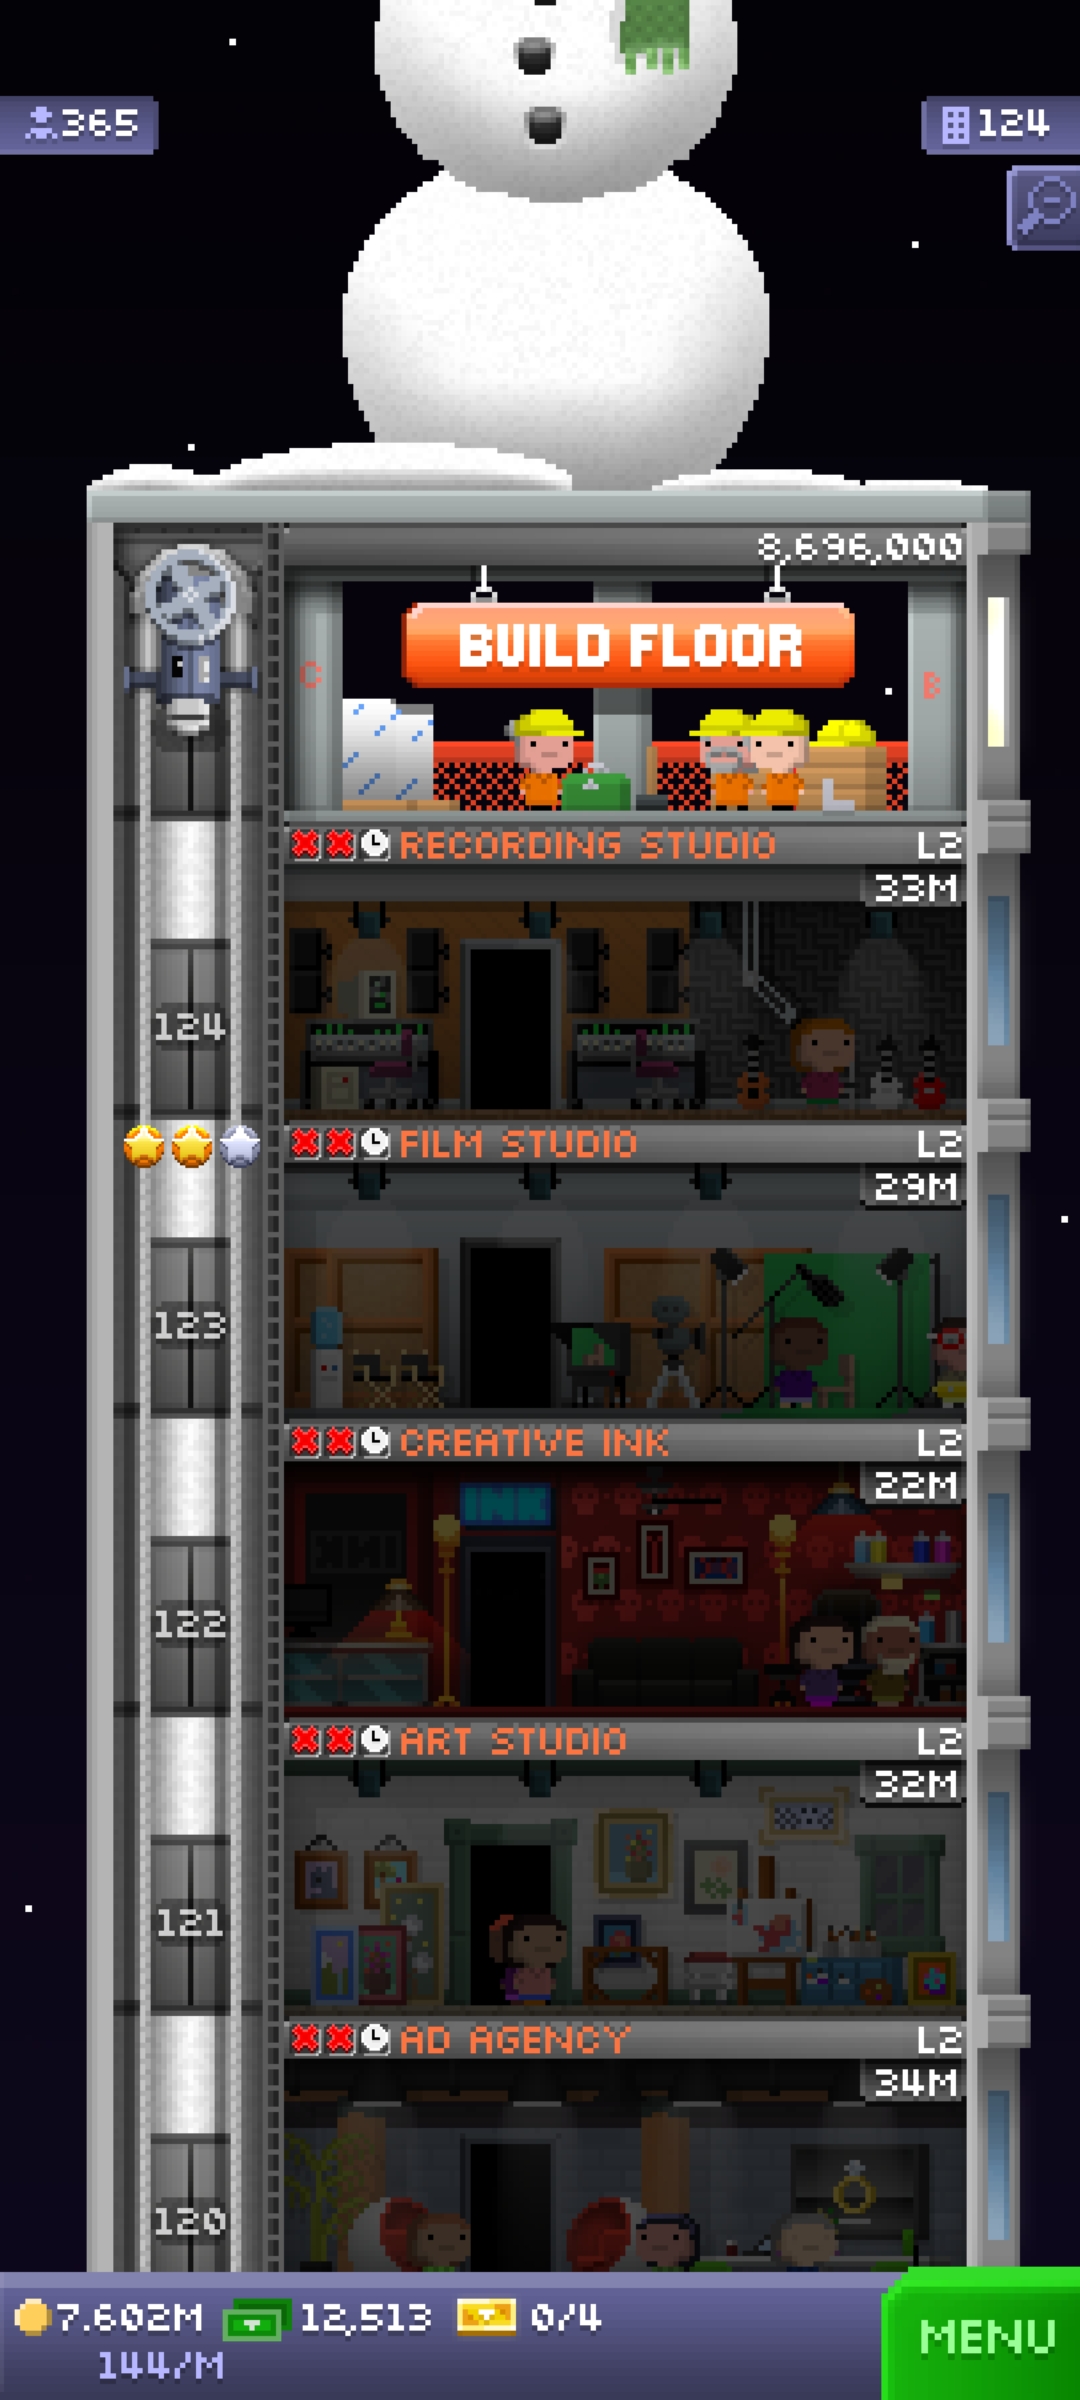 365
124
8,696,000
BUILD FLOOR
C
B
RECORDING STUDIO L2
33M
124
FILM STUDIO L2
29M
123
CREATIVE INK L2
22M
INK
122
ART STUDIO L2
32M
121
AD AGENCY L2
34M
120
7.602M 12,513 0/4
144/M
MENU